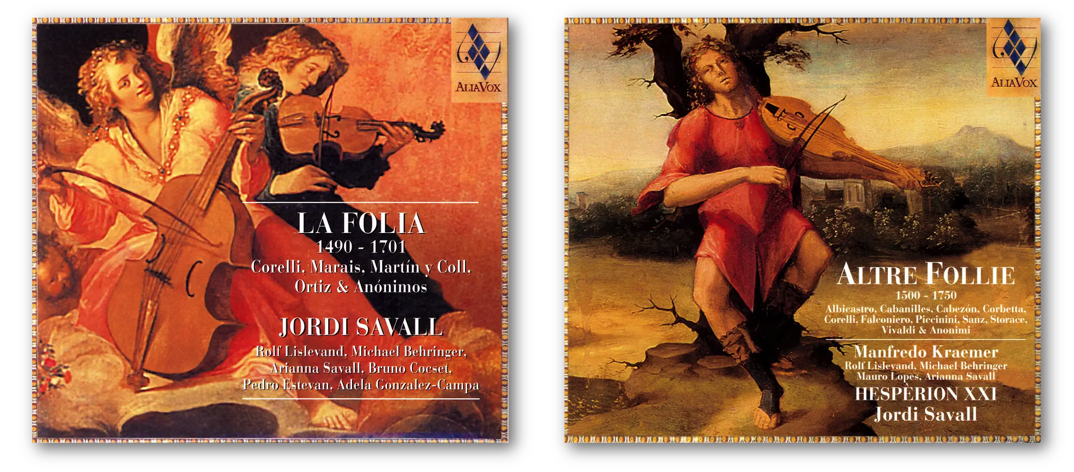 ALIAVOX
LA FOLIA
1490 - 1701
Corelli, Marais, Martín y Coll,
Ortiz & Anónimos
JORDI SAVALL
Rolf Lislevand, Michael Behringer,
Arianna Savall, Bruno Cocset,
Pedro Estevan, Adela Gonzalez-Campa
ALIAVOX
ALTRE FOLLIE
1500 - 1750
Albicastro, Cabanilles, Cabezón, Corbetta,
Corelli, Falconiero, Piccinini, Sanz, Storace,
Vivaldi & Anonimi
Manfredo Kraemer
Rolf Lislevand, Michael Behringer
Mauro Lopes, Arianna Savall
HESPÈRION XXI
Jordi Savall